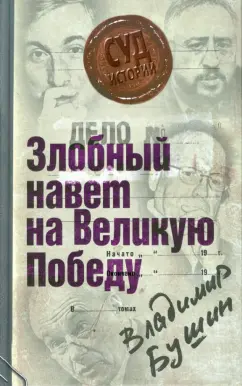 СУД
ИСТОРИИ
ДЕЛО №
Злобный
навет
на Великую
Победу
Начато „ “ 19 г.
Окончено „ “ 19
В томах
Владимир
Бушин